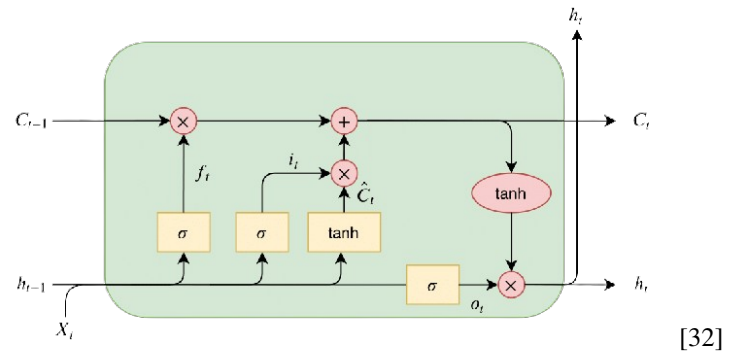 h_t
C_{t-1} × + C_t
f_t i_t × Ĉ_t tanh
σ σ tanh
h_{t-1} σ o_t × h_t
X_t
[32]